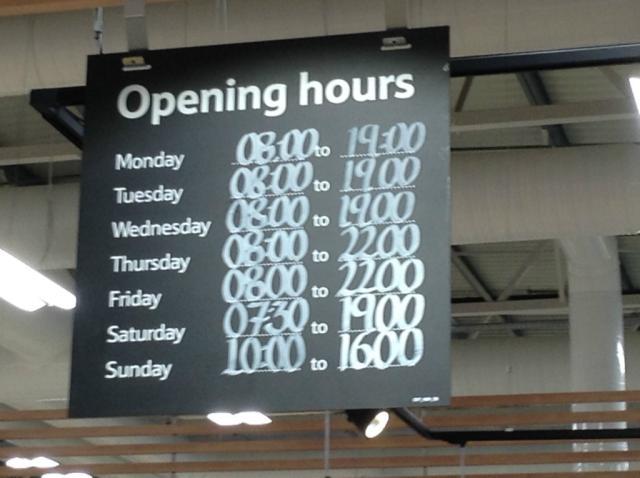 Opening hours
Monday 08:00 to 19:00
Tuesday 08:00 to 19.00
Wednesday 08:00 to 19.00
Thursday 08:00 to 22.00
Friday 08:00 to 22.00
Saturday 07:30 to 19.00
Sunday 10:00 to 16:00